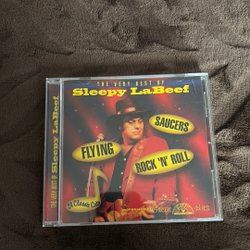 THE VERY BEST OF
Sleepy LaBeef
FLYING
SAUCERS
ROCK 'N' ROLL
THE VERY BEST OF Sleepy LaBeef